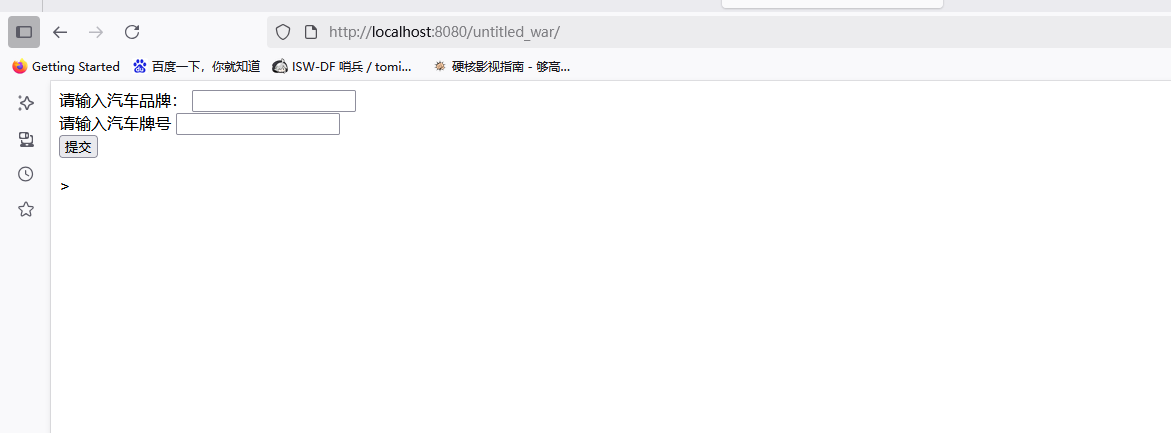 http://localhost:8080/untitled_war/
Getting Started 百度一下，你就知道 ISW-DF 哨兵 / tomi... 硬核影视指南 - 够高...
请输入汽车品牌：
请输入汽车牌号
提交
>